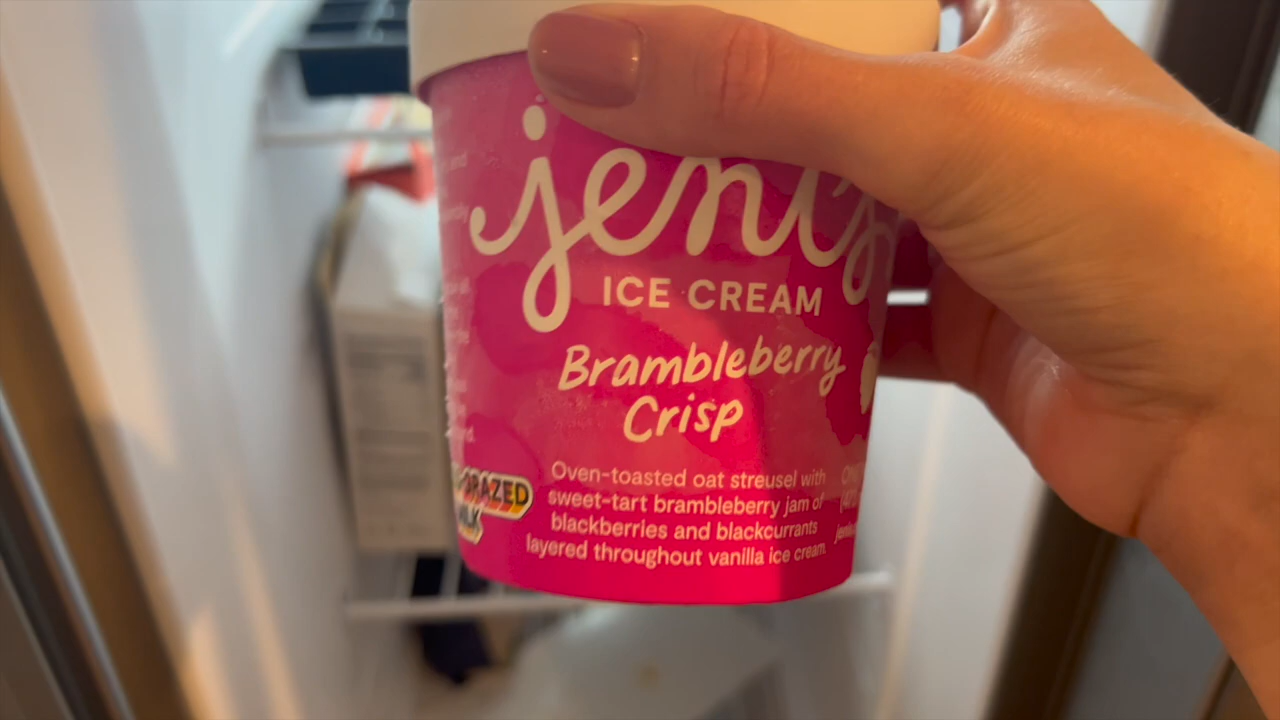 jeni's
ICE CREAM
Brambleberry
Crisp
Oven-toasted oat streusel with
sweet-tart brambleberry jam of
blackberries and blackcurrants
layered throughout vanilla ice cream.